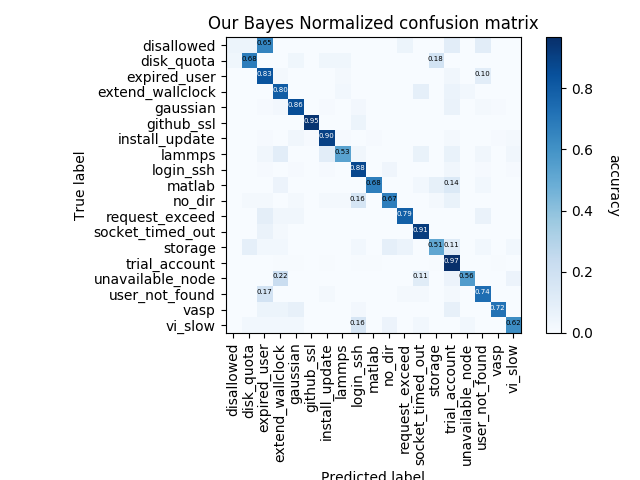 Our Bayes Normalized confusion matrix
disallowed 0.65
disk_quota 0.68 0.18
expired_user 0.83 0.10
extend_wallclock 0.80
gaussian 0.86
github_ssl 0.95
install_update 0.90
lammps 0.53
login_ssh 0.88
matlab 0.68 0.14
no_dir 0.16 0.67
request_exceed 0.79
socket_timed_out 0.91
storage 0.51 0.11
trial_account 0.97
unavailable_node 0.22 0.11 0.56
user_not_found 0.17 0.74
vasp 0.72
vi_slow 0.16 0.62
True label
disallowed
disk_quota
expired_user
extend_wallclock
gaussian
github_ssl
install_update
lammps
login_ssh
matlab
no_dir
request_exceed
socket_timed_out
storage
trial_account
unavailable_node
user_not_found
vasp
vi_slow
Predicted label
0.8
0.6
0.4
0.2
0.0
accuracy